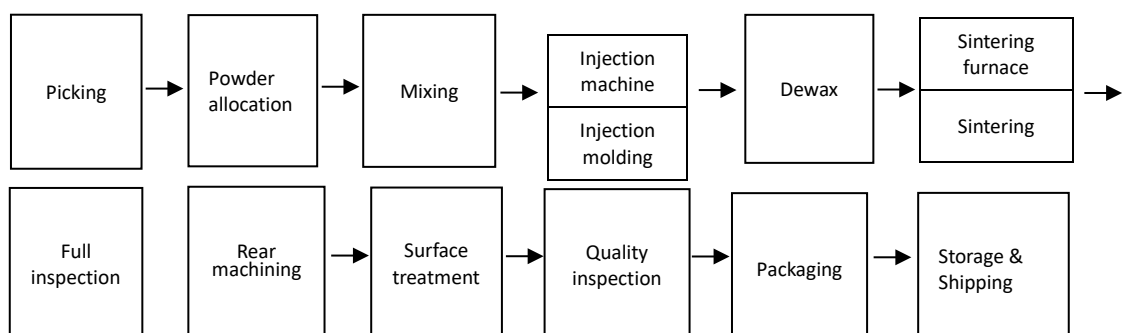 Picking
Powder
allocation
Mixing
Injection
machine
Injection
molding
Dewax
Sintering
furnace
Sintering
Full
inspection
Rear
machining
Surface
treatment
Quality
inspection
Packaging
Storage &
Shipping